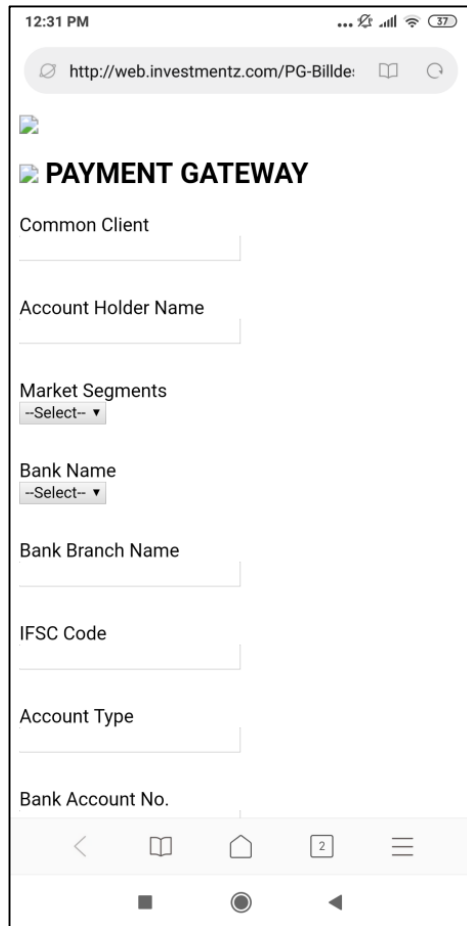 12:31 PM
37
http://web.investmentz.com/PG-Billde
PAYMENT GATEWAY
Common Client
Account Holder Name
Market Segments
--Select--
Bank Name
--Select--
Bank Branch Name
IFSC Code
Account Type
Bank Account No.
2